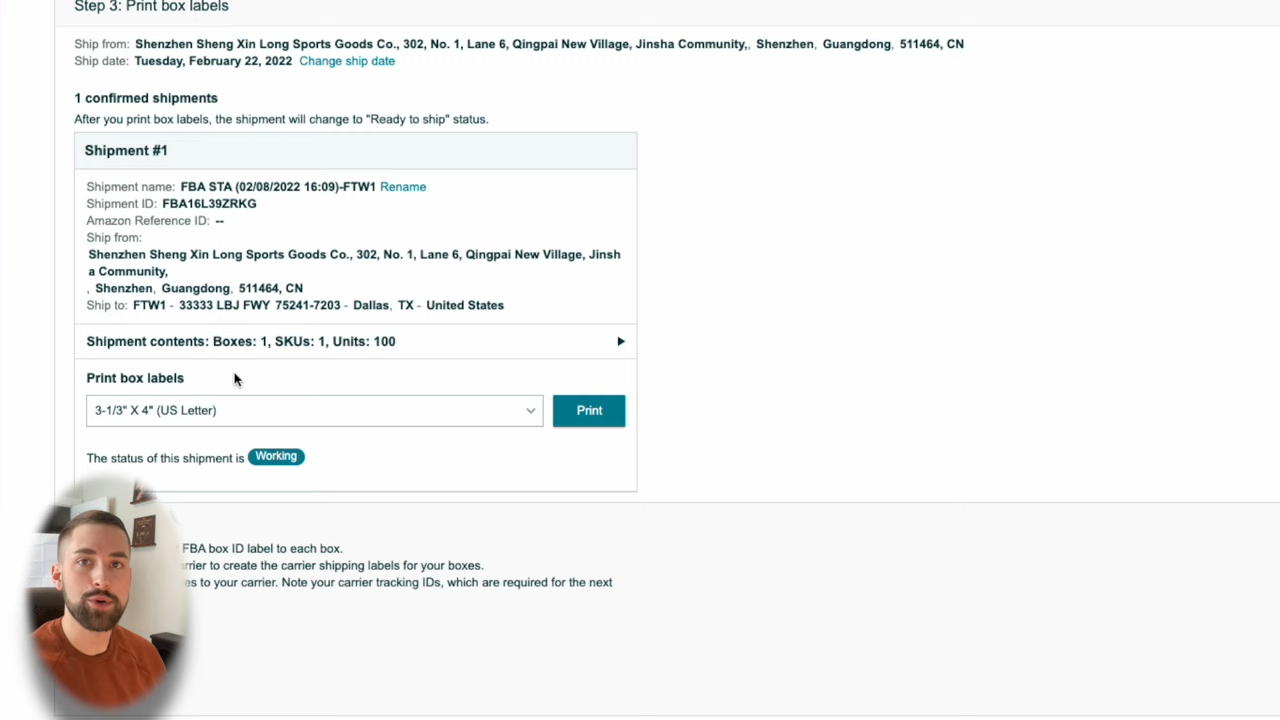 Step 3: Print box labels
Ship from: Shenzhen Sheng Xin Long Sports Goods Co., 302, No. 1, Lane 6, Qingpai New Village, Jinsha Community,, Shenzhen, Guangdong, 511464, CN
Ship date: Tuesday, February 22, 2022 Change ship date
1 confirmed shipments
After you print box labels, the shipment will change to "Ready to ship" status.
Shipment #1
Shipment name: FBA STA (02/08/2022 16:09)-FTW1 Rename
Shipment ID: FBA16L39ZRKG
Amazon Reference ID: --
Ship from:
Shenzhen Sheng Xin Long Sports Goods Co., 302, No. 1, Lane 6, Qingpai New Village, Jinsh
a Community,
, Shenzhen, Guangdong, 511464, CN
Ship to: FTW1 - 33333 LBJ FWY 75241-7203 - Dallas, TX - United States
Shipment contents: Boxes: 1, SKUs: 1, Units: 100
Print box labels
3-1/3" X 4" (US Letter)
Print
The status of this shipment is Working
FBA box ID label to each box.
rrier to create the carrier shipping labels for your boxes.
es to your carrier. Note your carrier tracking IDs, which are required for the next